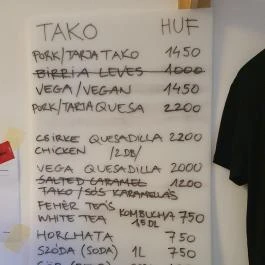 TAKO HUF
PORK/TARJA TAKO 1450
BIRRIA LEVES 1000
VEGA/VEGAN 1450
PORK/TARJA QUESA 2200
CSIRKE QUESADILLA 2200
CHICKEN /2DB/
VEGA QUESADILLA 2000
SALTED CARAMEL 1200
TAKO/SÓS KARAMELLÁS
FEHÉR TEÁS
WHITE TEA KOMBUCHA 750
HORCHATA 750
SZÓDA (SODA) 1L 750